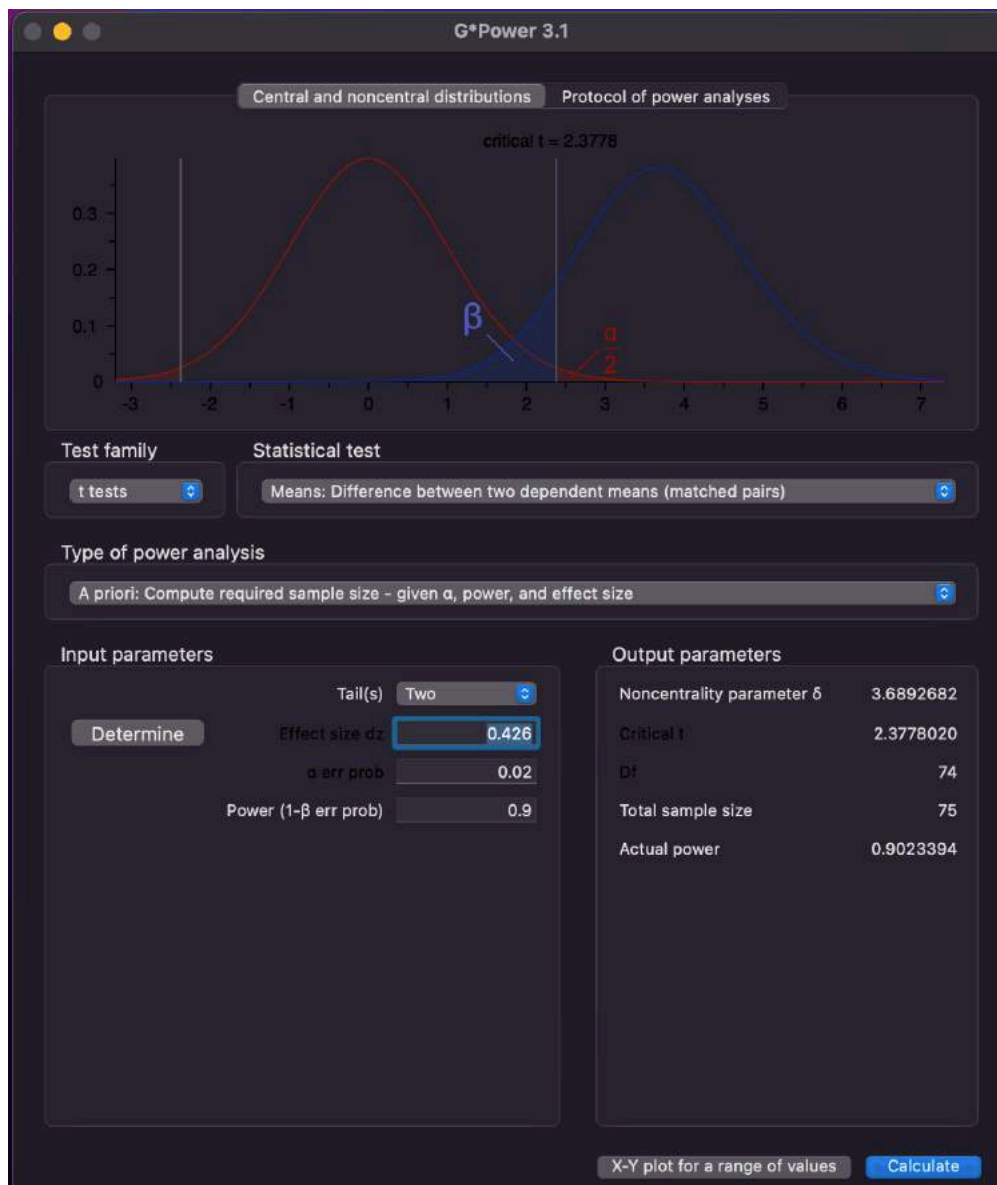 G*Power 3.1
Central and noncentral distributions Protocol of power analyses
critical t = 2.3778
0.3
0.2
0.1
0
β
α
2
-3 -2 -1 0 1 2 3 4 5 6 7
Test family Statistical test
t tests Means: Difference between two dependent means (matched pairs)
Type of power analysis
A priori: Compute required sample size - given α, power, and effect size
Input parameters Output parameters
Tail(s) Two Noncentrality parameter δ 3.6892682
Determine Effect size dz 0.426 Critical t 2.3778020
α err prob 0.02 Df 74
Power (1-β err prob) 0.9 Total sample size 75
Actual power 0.9023394
X-Y plot for a range of values Calculate